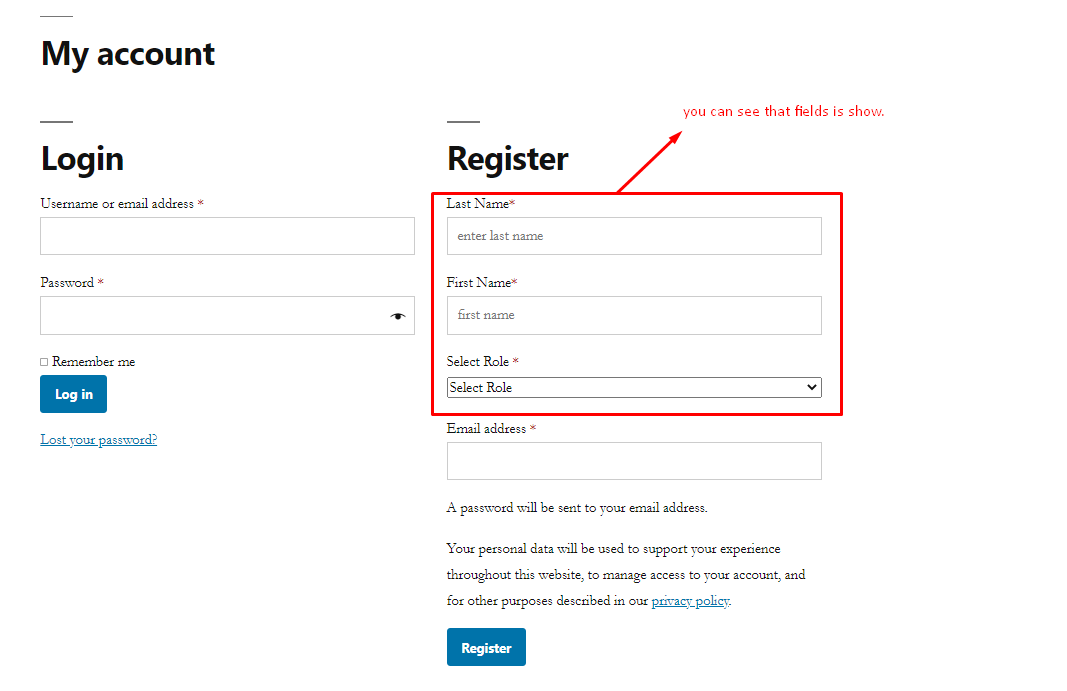 My account
you can see that fields is show.
Login
Username or email address *
Password *
Remember me
Log in
Lost your password?
Register
Last Name*
enter last name
First Name*
first name
Select Role *
Select Role
Email address *
A password will be sent to your email address.
Your personal data will be used to support your experience
throughout this website, to manage access to your account, and
for other purposes described in our privacy policy.
Register